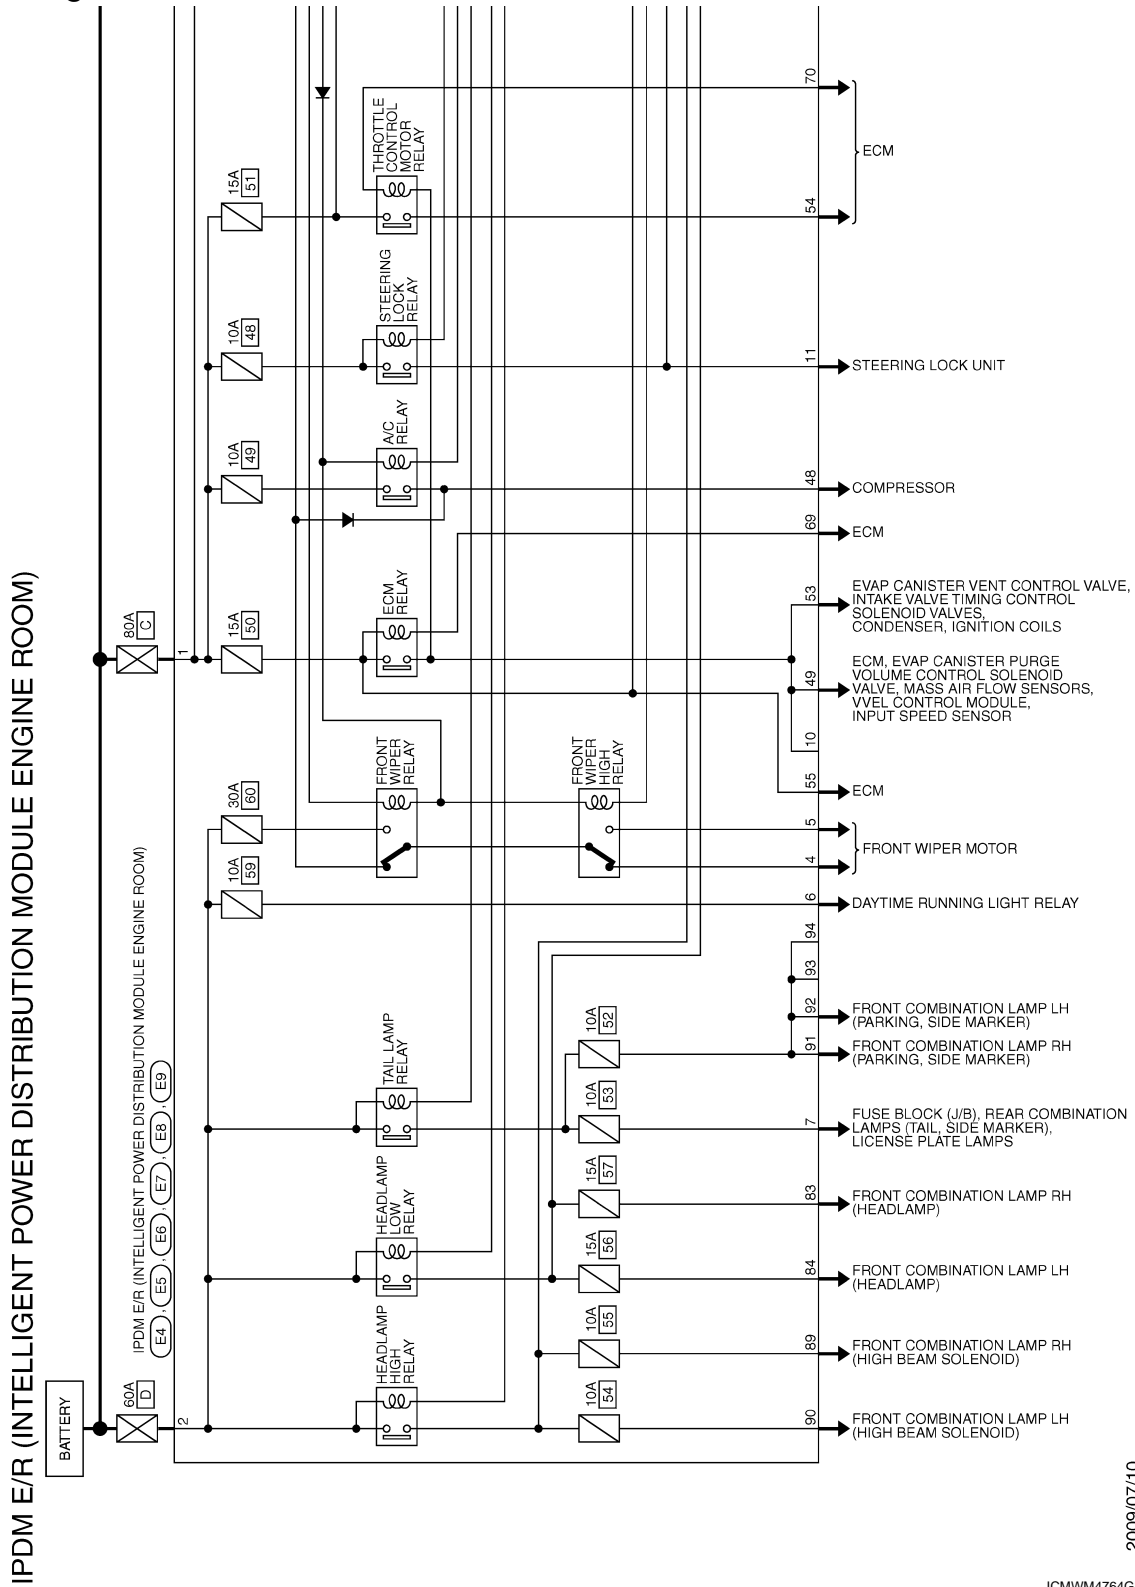 IPDM E/R (INTELLIGENT POWER DISTRIBUTION MODULE ENGINE ROOM)
70
THROTTLE
CONTROL
MOTOR
RELAY
ECM
15A
51
54
STEERING
LOCK
RELAY
10A
48
11
STEERING LOCK UNIT
A/C
RELAY
10A
49
48
COMPRESSOR
69
ECM
ECM
RELAY
80A
C
1
15A
50
53
EVAP CANISTER VENT CONTROL VALVE,
INTAKE VALVE TIMING CONTROL
SOLENOID VALVES,
CONDENSER, IGNITION COILS
49
ECM, EVAP CANISTER PURGE
VOLUME CONTROL SOLENOID
VALVE, MASS AIR FLOW SENSORS,
VVEL CONTROL MODULE,
INPUT SPEED SENSOR
10
FRONT
WIPER
RELAY
FRONT
WIPER
HIGH
RELAY
55
ECM
30A
60
5
FRONT WIPER MOTOR
4
10A
59
6
DAYTIME RUNNING LIGHT RELAY
IPDM E/R (INTELLIGENT POWER DISTRIBUTION MODULE ENGINE ROOM)
E4 , E5 , E6 , E7 , E8 , E9
94
93
92
FRONT COMBINATION LAMP LH
(PARKING, SIDE MARKER)
10A
52
91
FRONT COMBINATION LAMP RH
(PARKING, SIDE MARKER)
TAIL LAMP
RELAY
10A
53
7
FUSE BLOCK (J/B), REAR COMBINATION
LAMPS (TAIL, SIDE MARKER),
LICENSE PLATE LAMPS
15A
57
83
FRONT COMBINATION LAMP RH
(HEADLAMP)
HEADLAMP
LOW
RELAY
15A
56
84
FRONT COMBINATION LAMP LH
(HEADLAMP)
10A
55
89
FRONT COMBINATION LAMP RH
(HIGH BEAM SOLENOID)
HEADLAMP
HIGH
RELAY
BATTERY
60A
D
2
10A
54
90
FRONT COMBINATION LAMP LH
(HIGH BEAM SOLENOID)
2009/07/10
JCMWM4764G